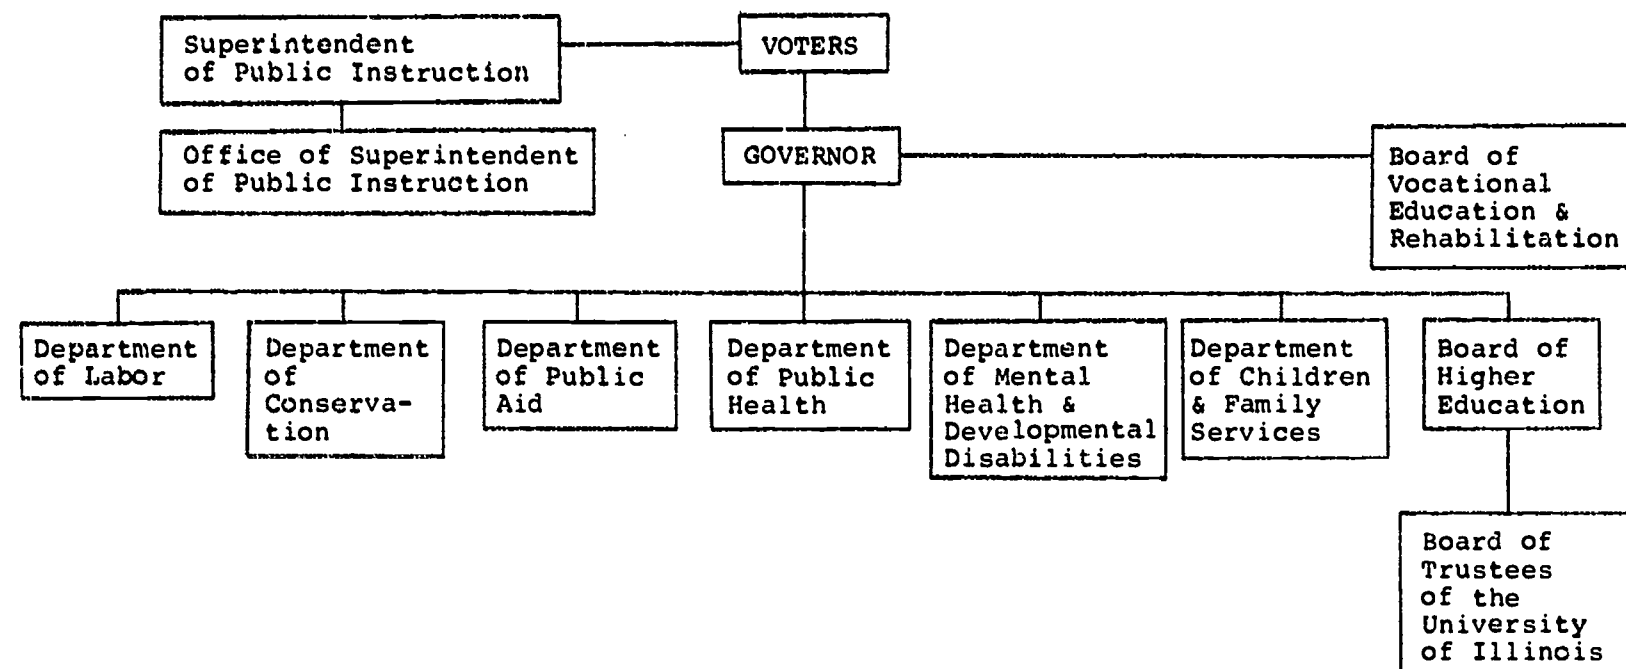 Superintendent
of Public Instruction
VOTERS
Office of Superintendent
of Public Instruction
GOVERNOR
Board of
Vocational
Education &
Rehabilitation
Department
of Labor
Department
of
Conserva-
tion
Department
of Public
Aid
Department
of Public
Health
Department
of Mental
Health &
Developmental
Disabilities
Department
of Children
& Family
Services
Board of
Higher
Education
Board of
Trustees
of the
University
of Illinois